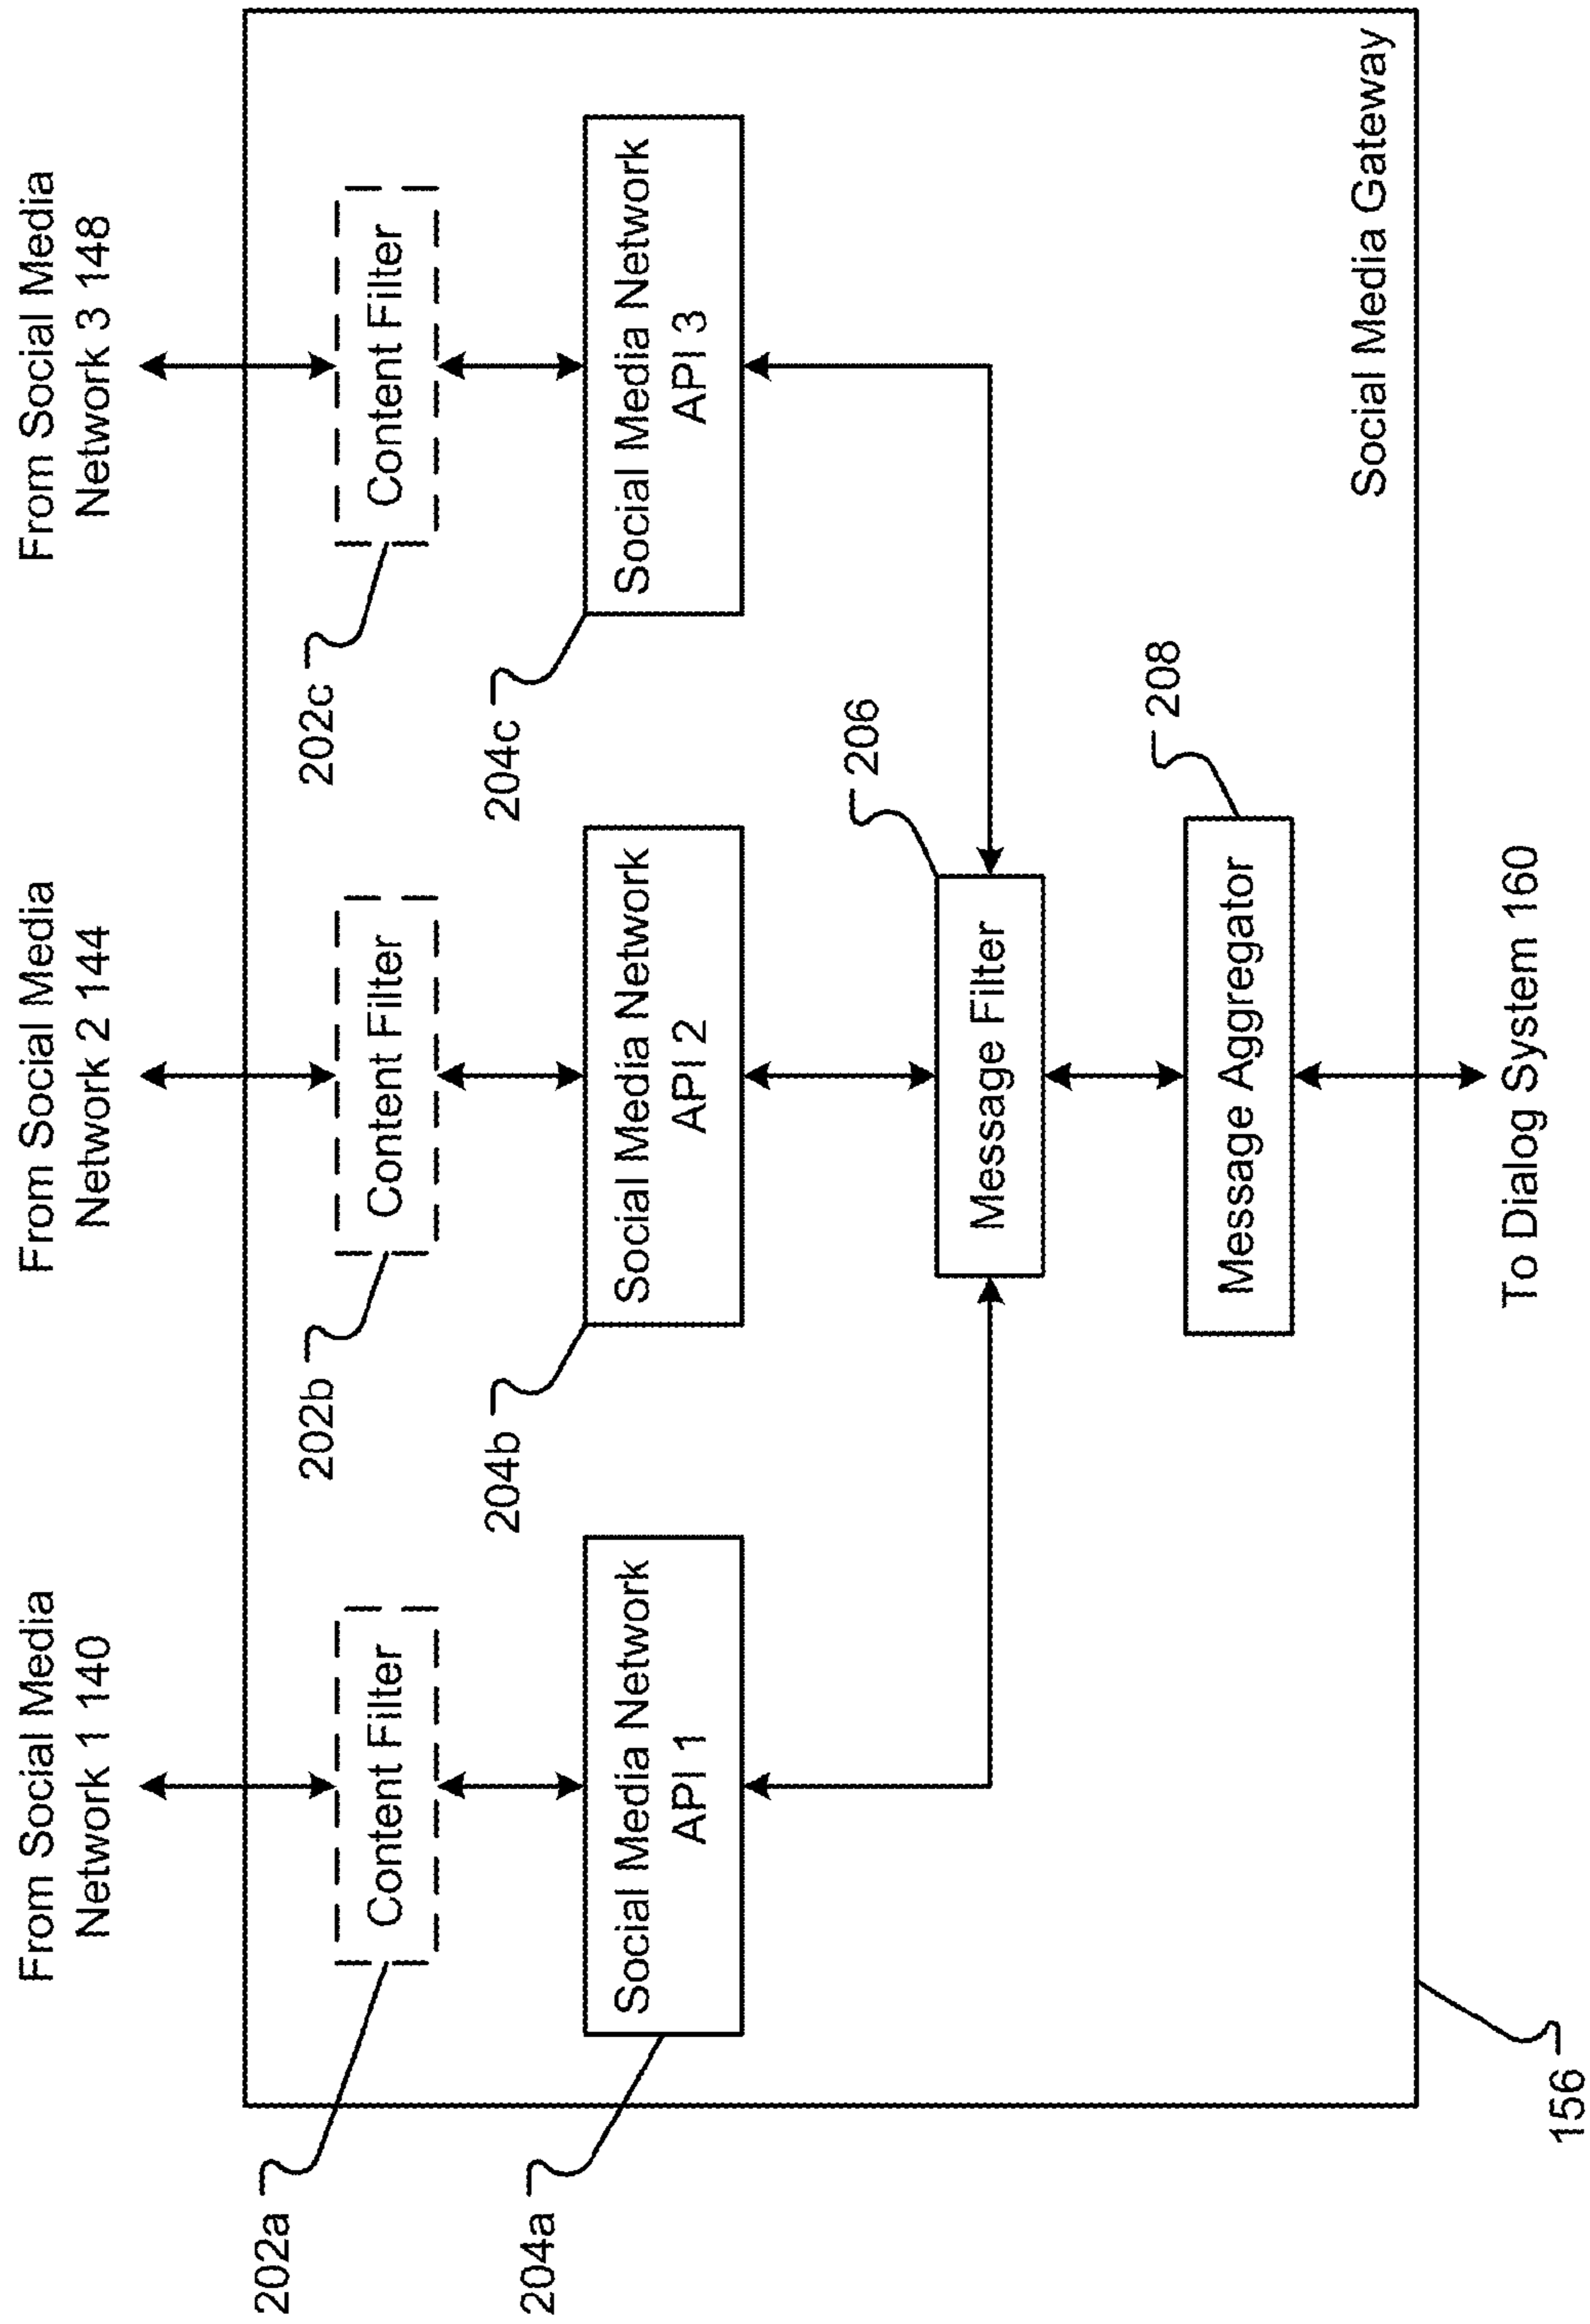 From Social Media
Network 1 140
From Social Media
Network 2 144
From Social Media
Network 3 148
202a
Content Filter
202b
Content Filter
202c
Content Filter
204a
Social Media Network
API 1
204b
Social Media Network
API 2
204c
Social Media Network
API 3
206
Message Filter
208
Message Aggregator
Social Media Gateway
156
To Dialog System 160